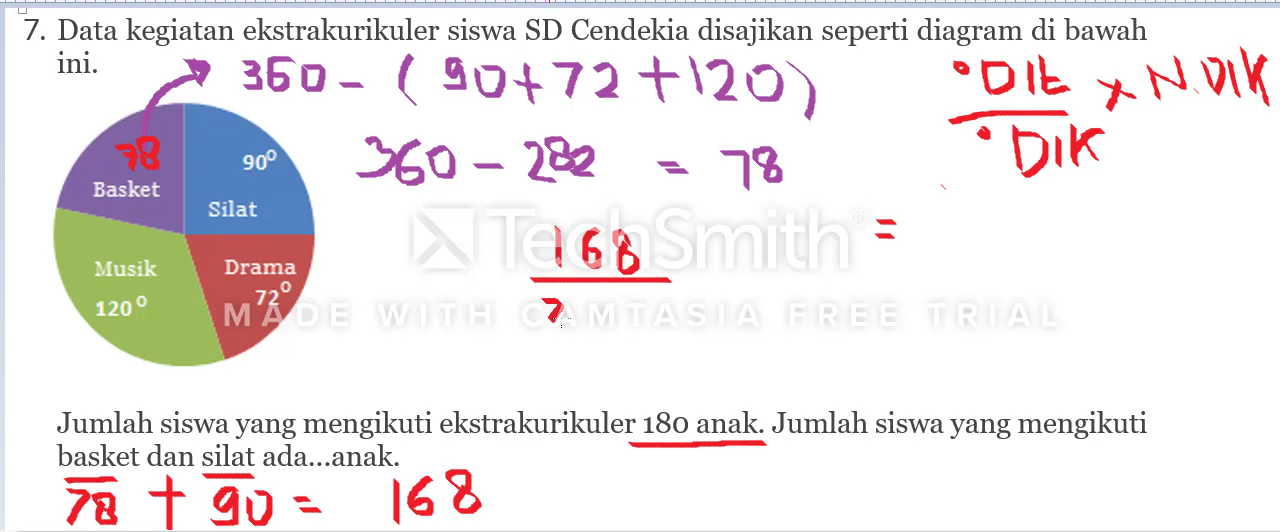 7. Data kegiatan ekstrakurikuler siswa SD Cendekia disajikan seperti diagram di bawah
ini.
360 - ( 90 + 72 + 120 )
°DIT × N.DIK
°DIK
360 - 282 = 78
78
Basket
90°
Silat
=
TechSmith®
168
7
Musik
120°
Drama
72°
MADE WITH CAMTASIA FREE TRIAL
Jumlah siswa yang mengikuti ekstrakurikuler 180 anak. Jumlah siswa yang mengikuti
basket dan silat ada...anak.
78 + 90 = 168